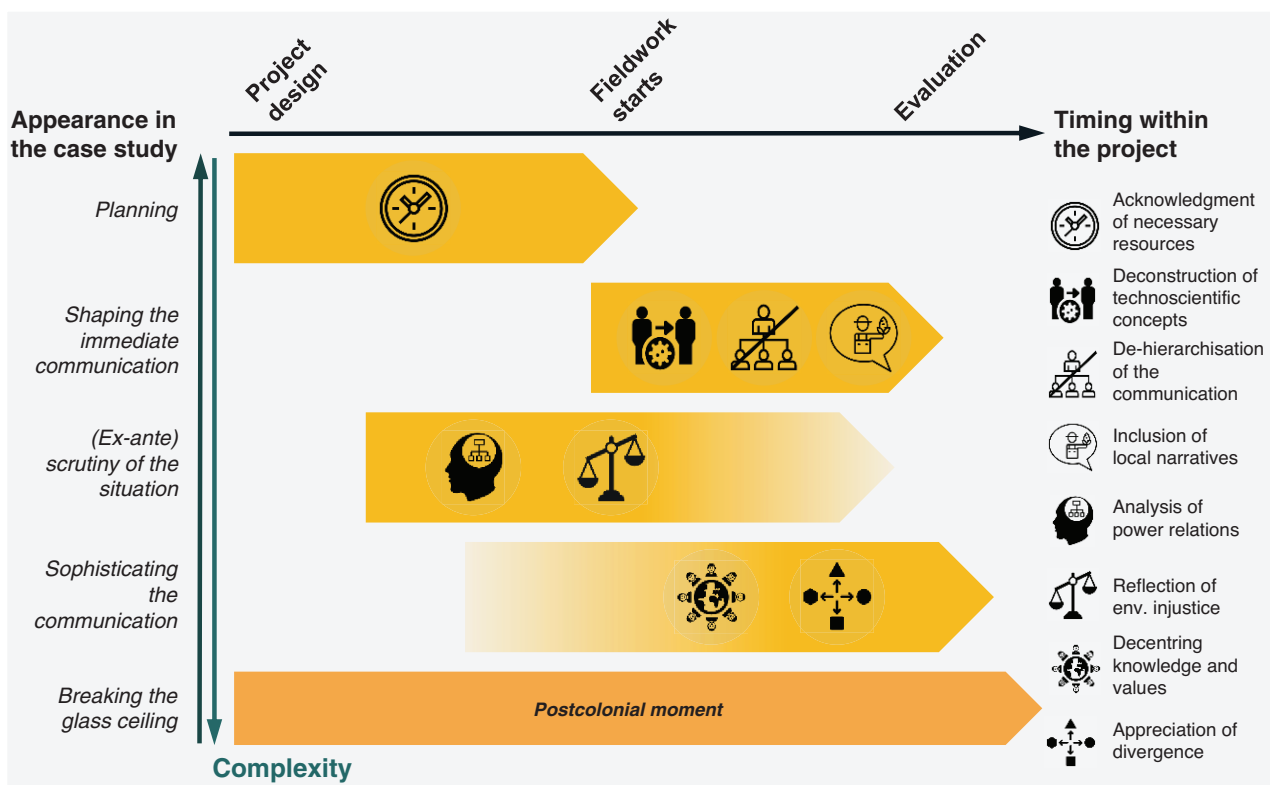 Project
design
Fieldwork
starts
Evaluation
Appearance in
the case study
Timing within
the project
Planning
Shaping the
immediate
communication
(Ex-ante)
scrutiny of the
situation
Sophisticating
the
communication
Breaking the
glass ceiling
Postcolonial moment
Complexity
Acknowledgment
of necessary
resources
Deconstruction of
technoscientific
concepts
De-hierarchisation
of the
communication
Inclusion of
local narratives
Analysis of
power relations
Reflection of
env. injustice
Decentring
knowledge and
values
Appreciation of
divergence